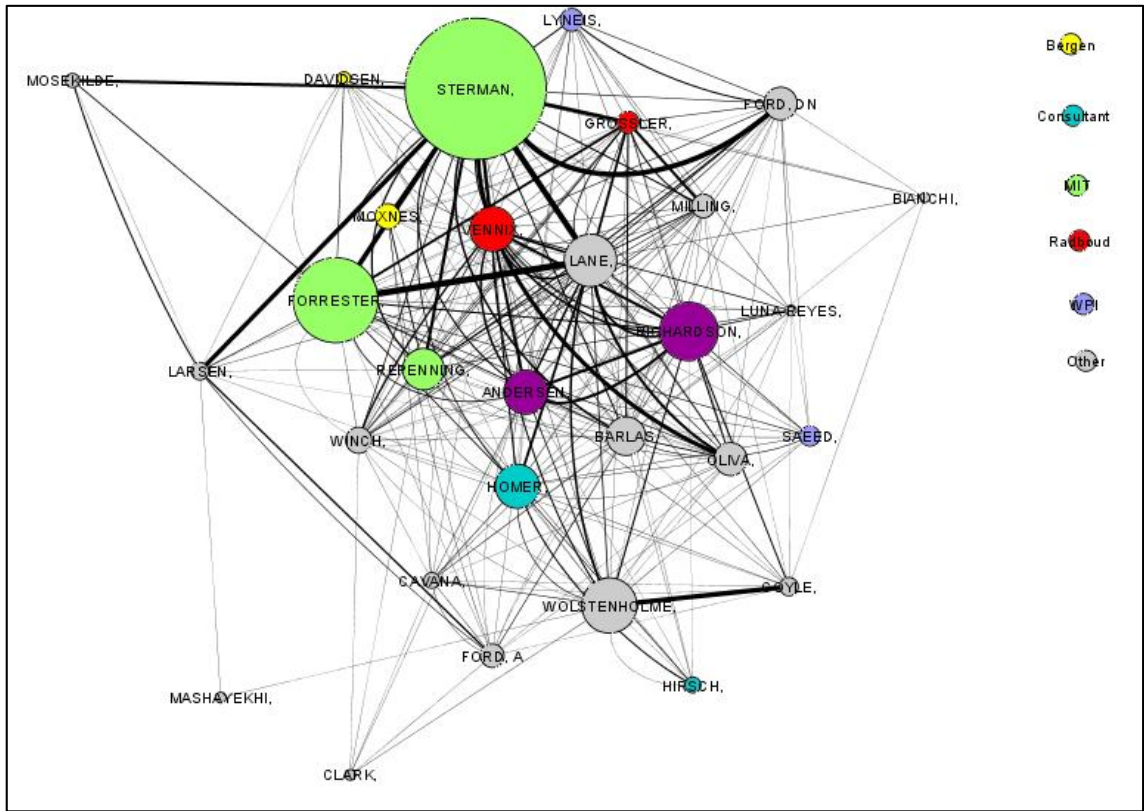 LYNEIS,
Bergen
MOSEKILDE,
DAVIDSEN,
STERMAN,
FORD, DN
GROSSLER,
Consultant
MIT
BIANCHI,
MILLING,
MOXNES,
VENNIX,
Radboud
LANE,
FORRESTER,
WPI
LUNA-REYES,
RICHARDSON,
Other
LARSEN,
REPENNING,
ANDERSEN,
WINCH,
BARLAS,
SAEED,
OLIVA,
HOMER,
CAVANA,
COYLE,
WOLSTENHOLME,
FORD, A
HIRSCH,
MASHAYEKHI,
CLARK,